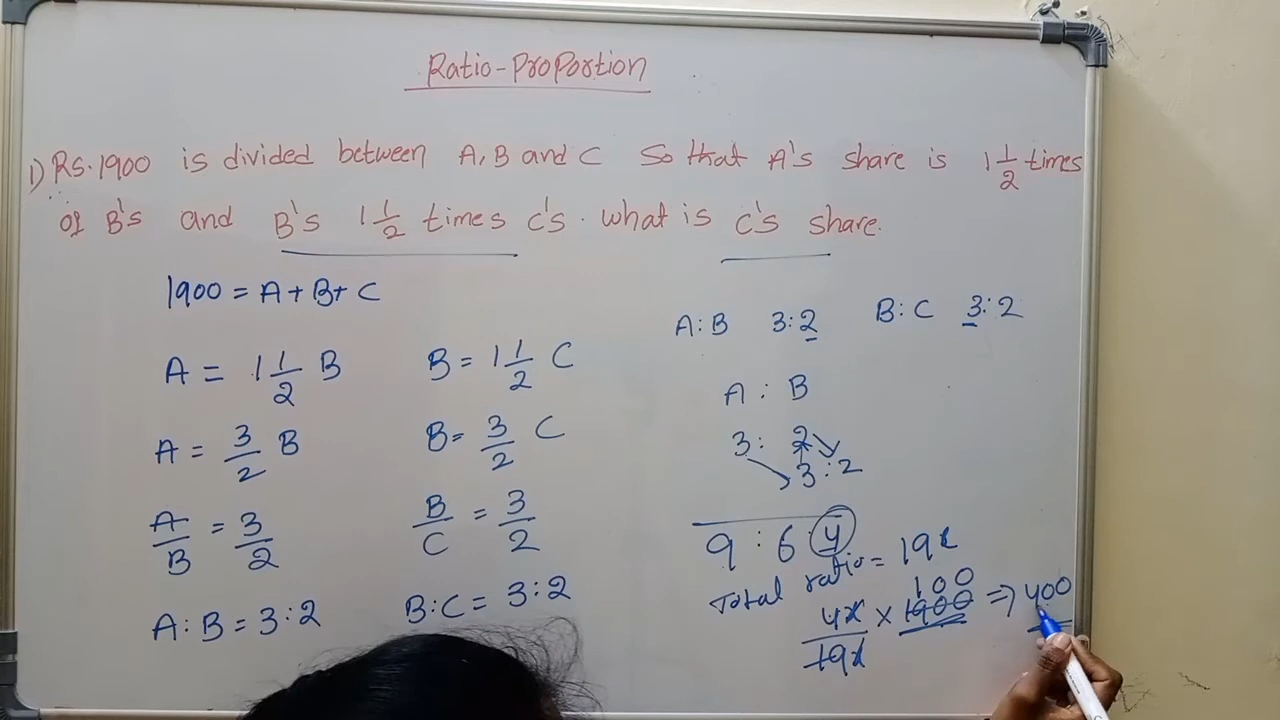 Ratio-Proportion
1) Rs.1900 is divided between A, B and C So that A's share is 1 1/2 times
of B's and B's 1 1/2 times C's. what is C's share.
1900 = A + B + C
A = 1 1/2 B
B = 1 1/2 C
A = 3/2 B
B = 3/2 C
A/B = 3/2
B/C = 3/2
A:B = 3:2
B:C = 3:2
A:B 3:2 B:C 3:2
A : B
3 : 2
3 : 2
9 : 6 : 4
Total ratio = 19x
100
4x/19x × 1900 => 400